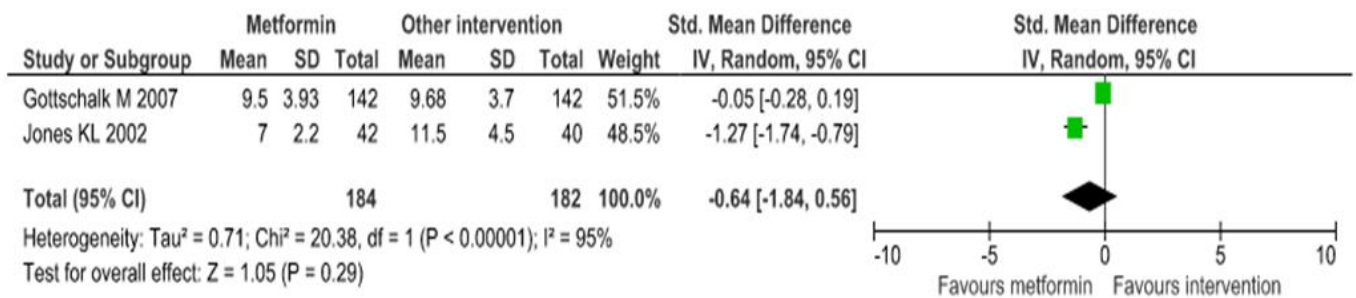 Metformin Other intervention Std. Mean Difference Std. Mean Difference
Study or Subgroup Mean SD Total Mean SD Total Weight IV, Random, 95% CI IV, Random, 95% CI
Gottschalk M 2007 9.5 3.93 142 9.68 3.7 142 51.5% -0.05 [-0.28, 0.19]
Jones KL 2002 7 2.2 42 11.5 4.5 40 48.5% -1.27 [-1.74, -0.79]
Total (95% CI) 184 182 100.0% -0.64 [-1.84, 0.56]
Heterogeneity: Tau² = 0.71; Chi² = 20.38, df = 1 (P < 0.00001); I² = 95%
Test for overall effect: Z = 1.05 (P = 0.29)
-10 -5 0 5 10
Favours metformin Favours intervention